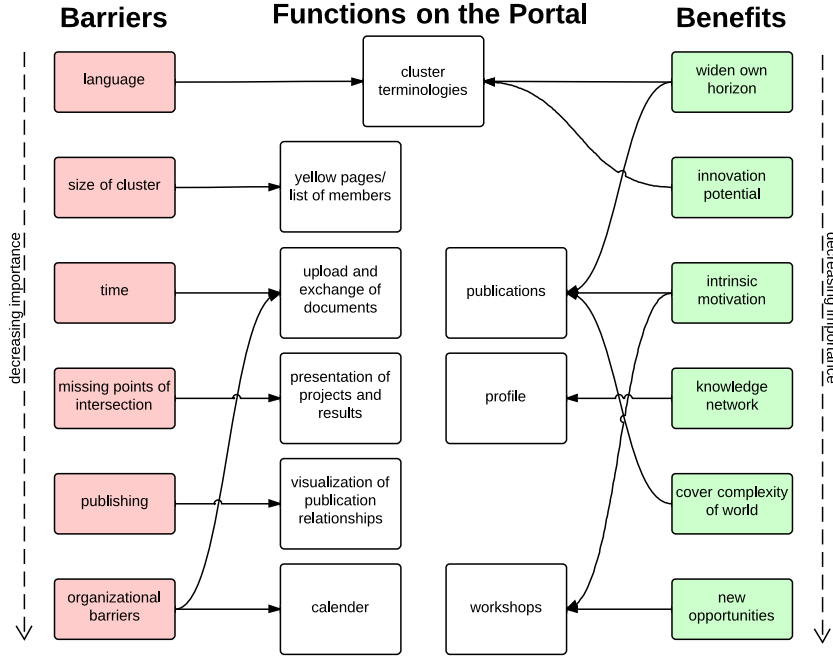 Barriers
Functions on the Portal
Benefits
language
cluster
terminologies
widen own
horizon
size of cluster
yellow pages/
list of members
innovation
potential
decreasing importance
time
upload and
exchange of
documents
publications
intrinsic
motivation
decreasing importance
missing points of
intersection
presentation of
projects and
results
profile
knowledge
network
publishing
visualization of
publication
relationships
cover complexity
of world
organizational
barriers
calender
workshops
new
opportunities